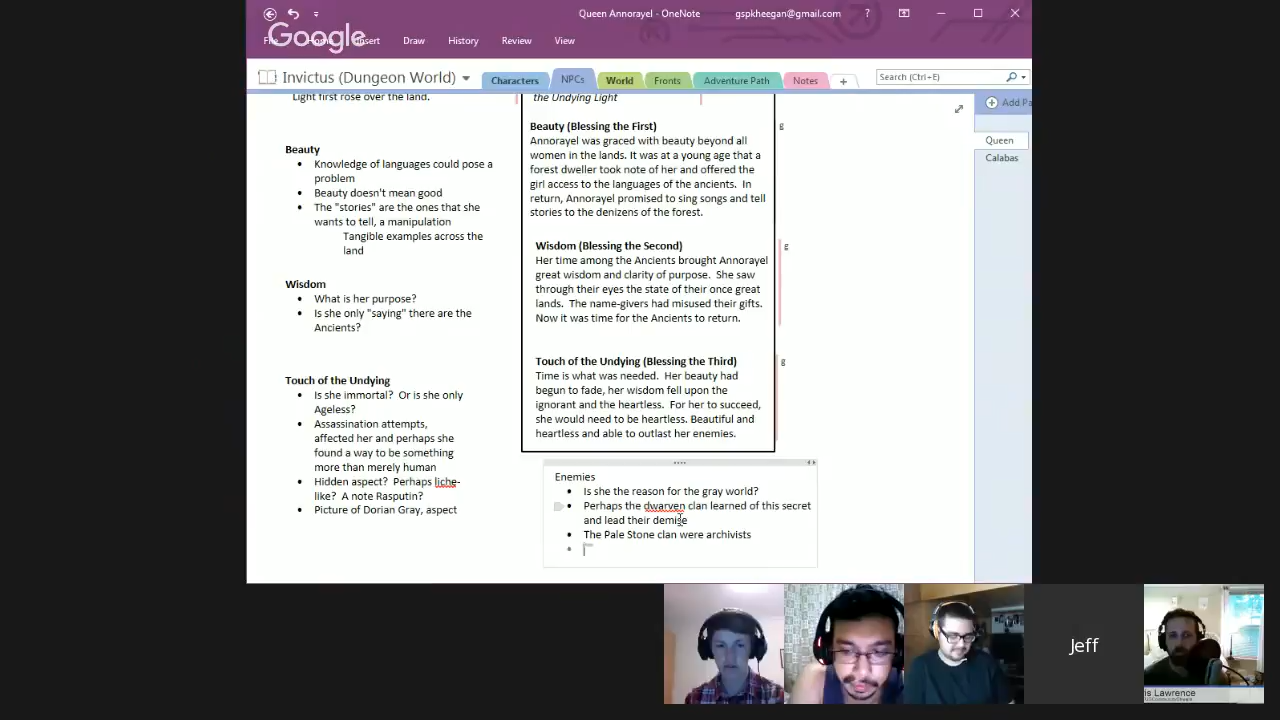 Queen Annorayel - OneNote
gspkheegan@gmail.com
?
Google
Insert
Draw
History
Review
View
Invictus (Dungeon World)
Characters
NPCs
World
Fronts
Adventure Path
Notes
+
Search (Ctrl+E)
Add Pa
Queen
Calabas
Light first rose over the land.
Beauty
• Knowledge of languages could pose a
problem
• Beauty doesn't mean good
• The "stories" are the ones that she
wants to tell, a manipulation
Tangible examples across the
land
Wisdom
• What is her purpose?
• Is she only "saying" there are the
Ancients?
Touch of the Undying
• Is she immortal? Or is she only
Ageless?
• Assassination attempts,
affected her and perhaps she
found a way to be something
more than merely human
• Hidden aspect? Perhaps liche-
like? A note Rasputin?
• Picture of Dorian Gray, aspect
the Undying Light
Beauty (Blessing the First)
Annorayel was graced with beauty beyond all
women in the lands. It was at a young age that a
forest dweller took note of her and offered the
girl access to the languages of the ancients. In
return, Annorayel promised to sing songs and tell
stories to the denizens of the forest.
g
Wisdom (Blessing the Second)
Her time among the Ancients brought Annorayel
great wisdom and clarity of purpose. She saw
through their eyes the state of their once great
lands. The name-givers had misused their gifts.
Now it was time for the Ancients to return.
g
Touch of the Undying (Blessing the Third)
Time is what was needed. Her beauty had
begun to fade, her wisdom fell upon the
ignorant and the heartless. For her to succeed,
she would need to be heartless. Beautiful and
heartless and able to outlast her enemies.
g
Enemies
• Is she the reason for the gray world?
• Perhaps the dwarven clan learned of this secret
and lead their demise
• The Pale Stone clan were archivists
Jeff
is Lawrence